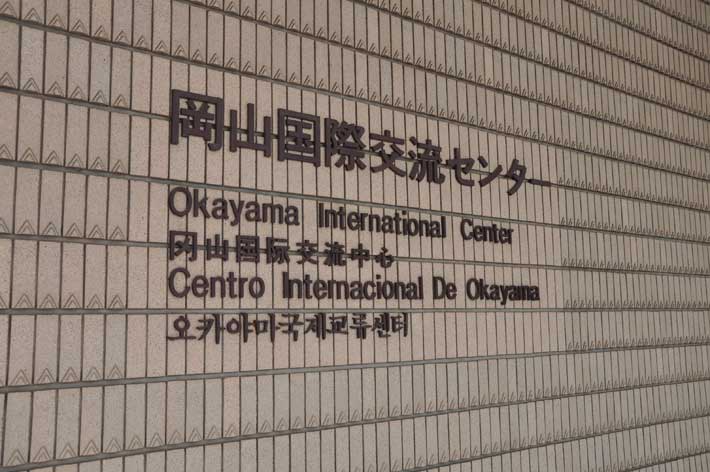 岡山国際交流センター
Okayama International Center
冈山国际交流中心
Centro Internacional De Okayama
오카야마국제교류센터